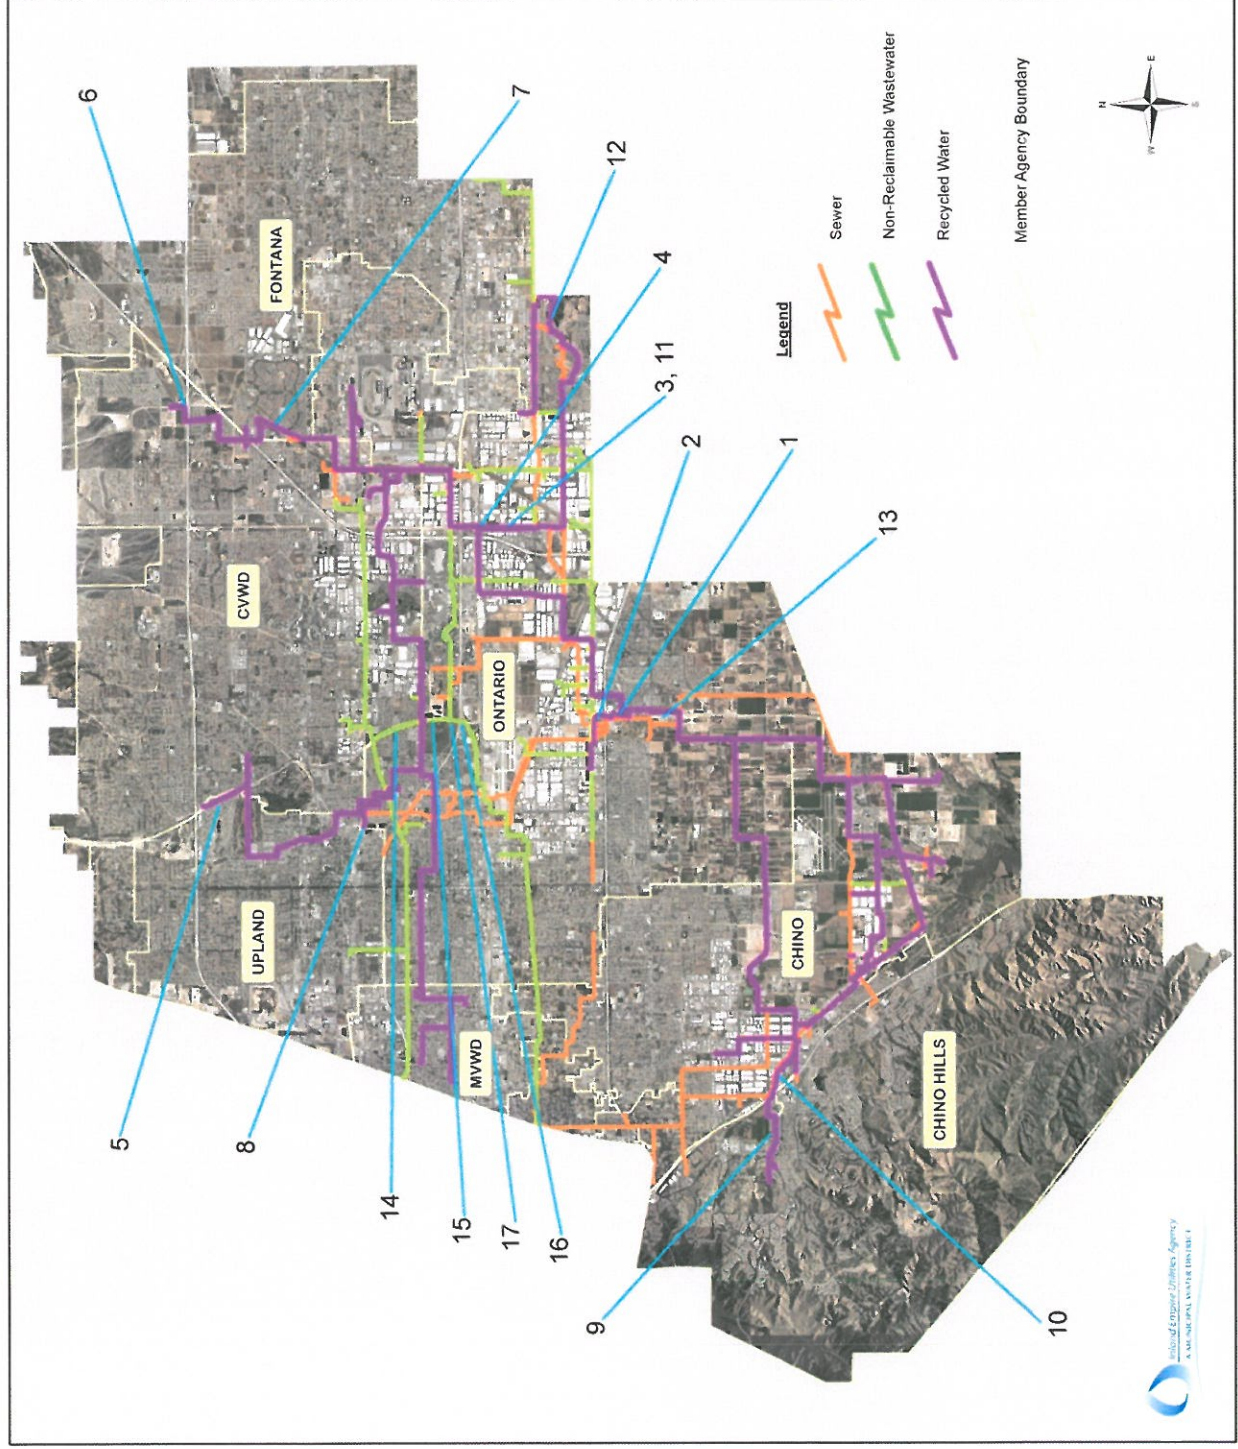 6
7
12
FONTANA
4
3, 11
2
1
13
CVWD
ONTARIO
UPLAND
CHINO
MVWD
CHINO HILLS
5
8
14
15
17
16
9
10
Legend
Sewer
Non-Reclaimable Wastewater
Recycled Water
Member Agency Boundary
N
E
S
W
Inland Empire Utilities Agency
A MUNICIPAL WATER DISTRICT